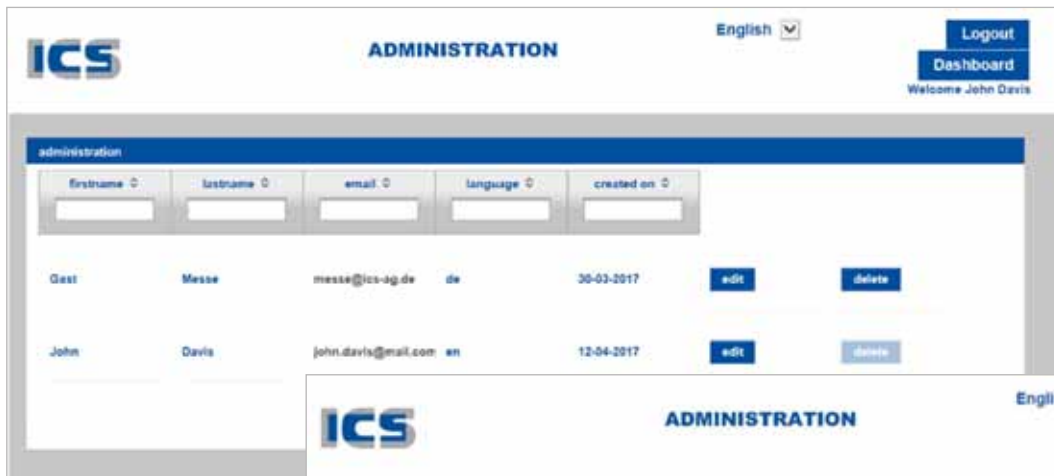 ICS
ADMINISTRATION
English
Logout
Dashboard
Welcome John Davis
administration
firstname lastname email language created on
Gast Messe messe@ics-ag.de de 30-03-2017 edit delete
John Davis john.davis@mail.com en 12-04-2017 edit delete
ICS
ADMINISTRATION
Engli